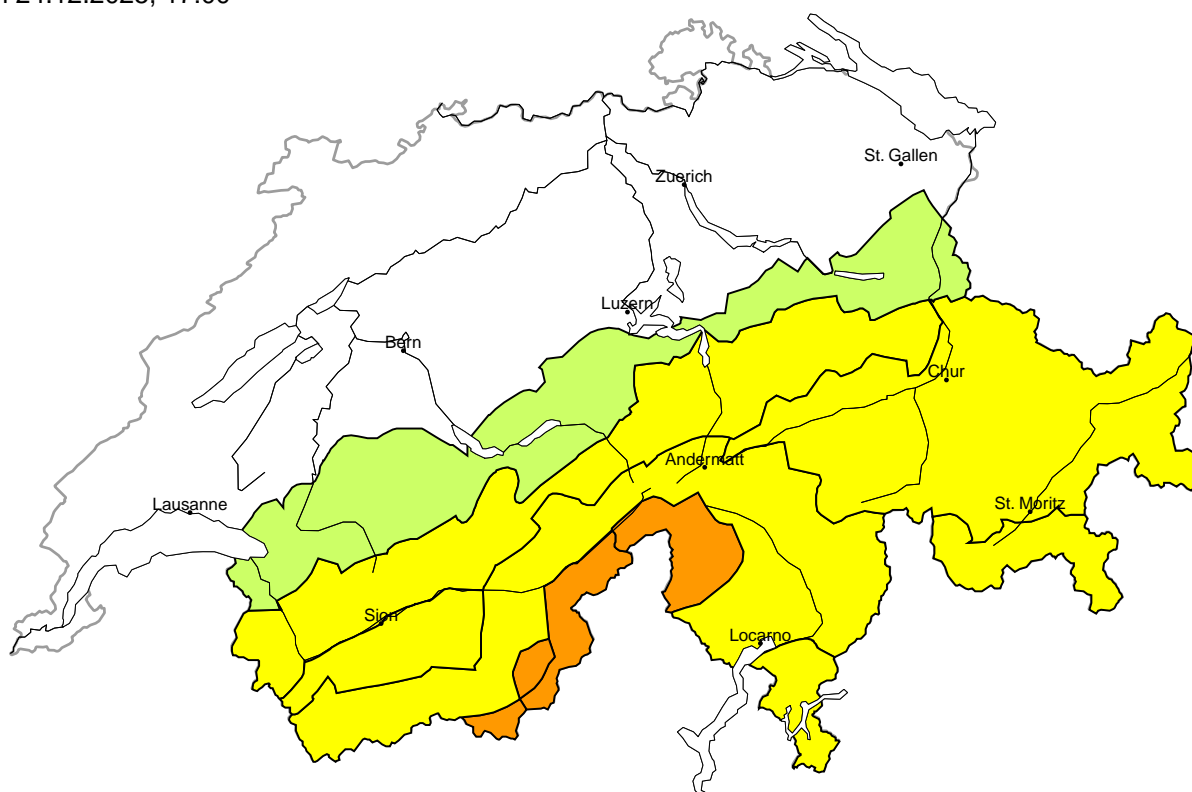 St. Gallen
Zuerich
Luzern
Bern
Chur
Andermatt
Lausanne
St. Moritz
Sion
Locarno